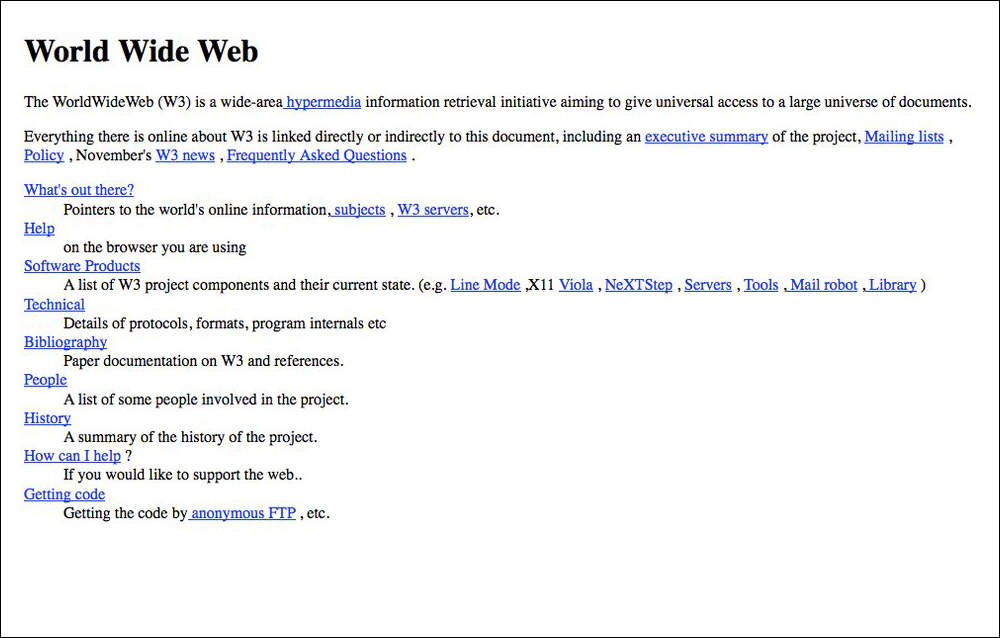 World Wide Web
The WorldWideWeb (W3) is a wide-area hypermedia information retrieval initiative aiming to give universal access to a large universe of documents.
Everything there is online about W3 is linked directly or indirectly to this document, including an executive summary of the project, Mailing lists ,
Policy , November's W3 news , Frequently Asked Questions .
What's out there?
Pointers to the world's online information, subjects , W3 servers, etc.
Help
on the browser you are using
Software Products
A list of W3 project components and their current state. (e.g. Line Mode ,X11 Viola , NeXTStep , Servers , Tools , Mail robot , Library )
Technical
Details of protocols, formats, program internals etc
Bibliography
Paper documentation on W3 and references.
People
A list of some people involved in the project.
History
A summary of the history of the project.
How can I help ?
If you would like to support the web..
Getting code
Getting the code by anonymous FTP , etc.